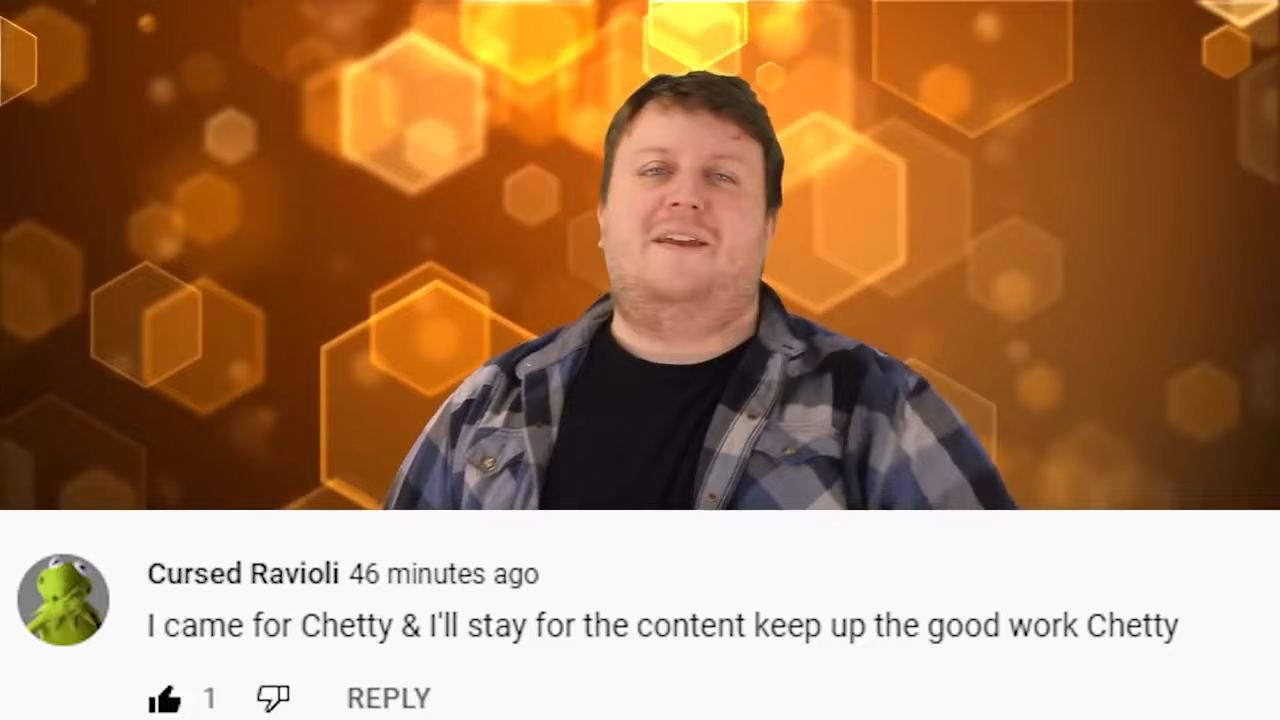 Cursed Ravioli 46 minutes ago
I came for Chetty & I'll stay for the content keep up the good work Chetty
1 REPLY